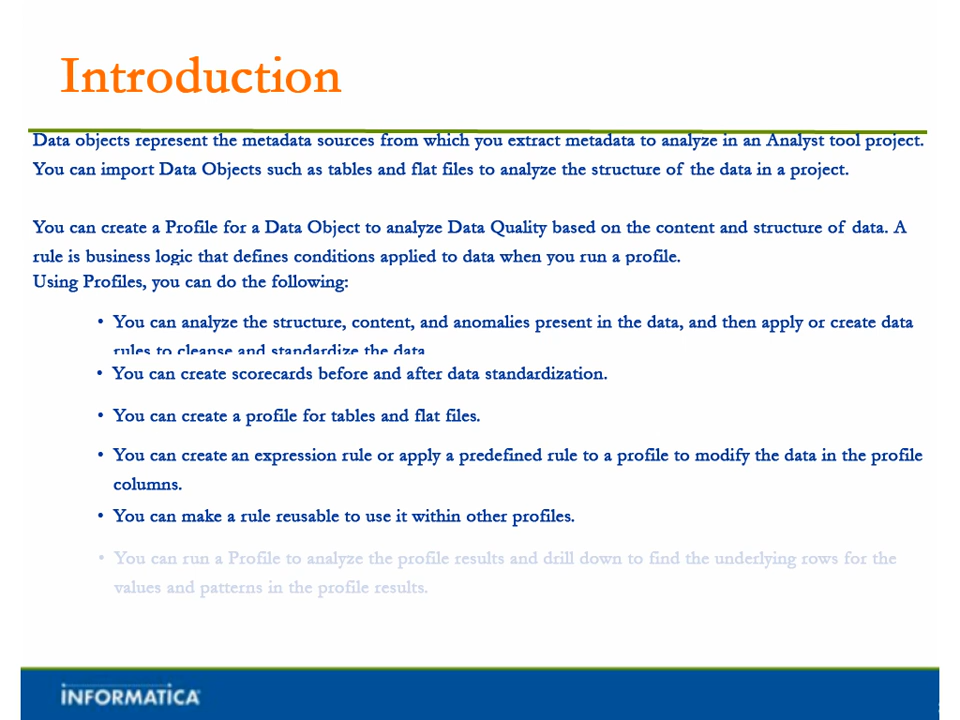 Introduction
Data objects represent the metadata sources from which you extract metadata to analyze in an Analyst tool project.
You can import Data Objects such as tables and flat files to analyze the structure of the data in a project.
You can create a Profile for a Data Object to analyze Data Quality based on the content and structure of data. A
rule is business logic that defines conditions applied to data when you run a profile.
Using Profiles, you can do the following:
• You can analyze the structure, content, and anomalies present in the data, and then apply or create data
rules to cleanse and standardize the data
• You can create scorecards before and after data standardization.
• You can create a profile for tables and flat files.
• You can create an expression rule or apply a predefined rule to a profile to modify the data in the profile
columns.
• You can make a rule reusable to use it within other profiles.
• You can run a Profile to analyze the profile results and drill down to find the underlying rows for the
values and patterns in the profile results.
INFORMATICA